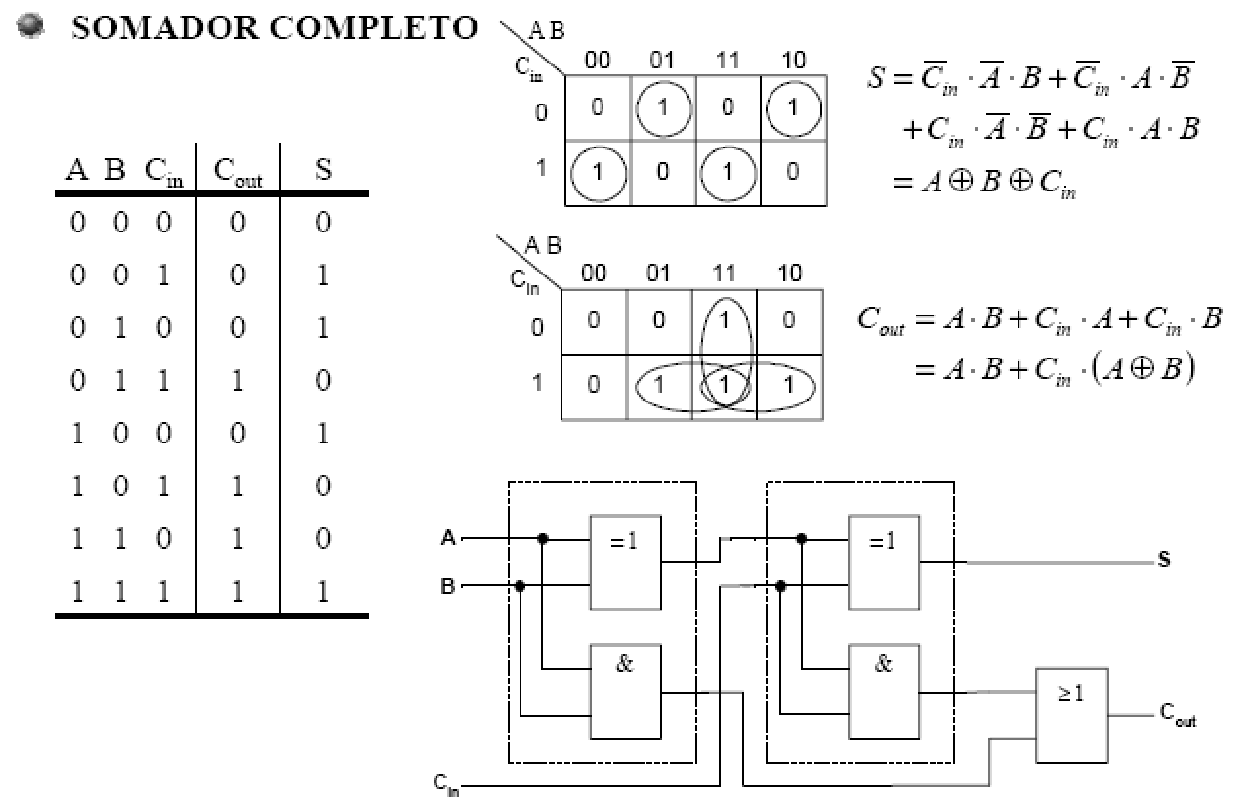 SOMADOR COMPLETO
A B C_in C_out S
0 0 0 0 0
0 0 1 0 1
0 1 0 0 1
0 1 1 1 0
1 0 0 0 1
1 0 1 1 0
1 1 0 1 0
1 1 1 1 1
A B
C_in 00 01 11 10
0 0 1 0 1
1 1 0 1 0
S = C̅_in · A̅ · B + C̅_in · A · B̅
+ C_in · A̅ · B̅ + C_in · A · B
= A ⊕ B ⊕ C_in
A B
C_in 00 01 11 10
0 0 0 1 0
1 0 1 1 1
C_out = A · B + C_in · A + C_in · B
= A · B + C_in · (A ⊕ B)
A =1 =1 S
B
& &
≥1
C_out
C_in